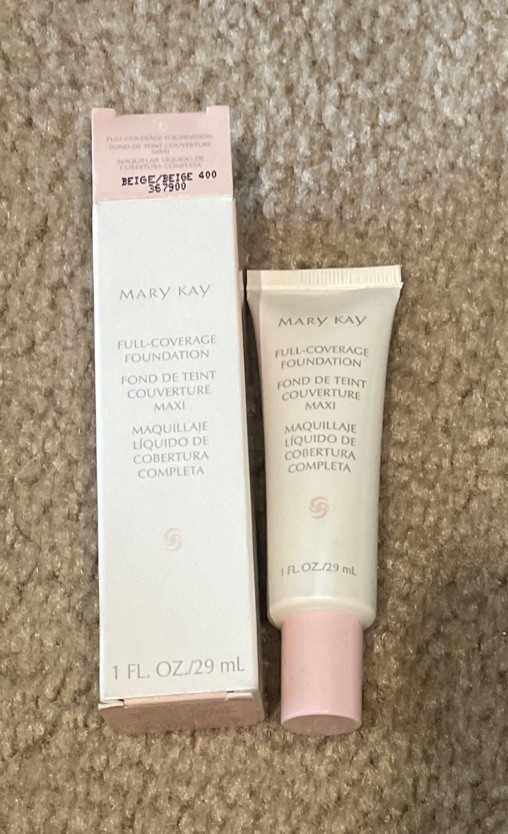 FULL-COVERAGE FOUNDATION
FOND DE TEINT COUVERTURE
MAXI
MAQUILLAJE LÍQUIDO DE
COBERTURA COMPLETA
BEIGE/BEIGE 400
367900
MARY KAY
FULL-COVERAGE
FOUNDATION
FOND DE TEINT
COUVERTURE
MAXI
MAQUILLAJE
LÍQUIDO DE
COBERTURA
COMPLETA
1 FL. OZ./29 mL
MARY KAY
FULL-COVERAGE
FOUNDATION
FOND DE TEINT
COUVERTURE
MAXI
MAQUILLAJE
LÍQUIDO DE
COBERTURA
COMPLETA
1 FL. OZ./29 mL